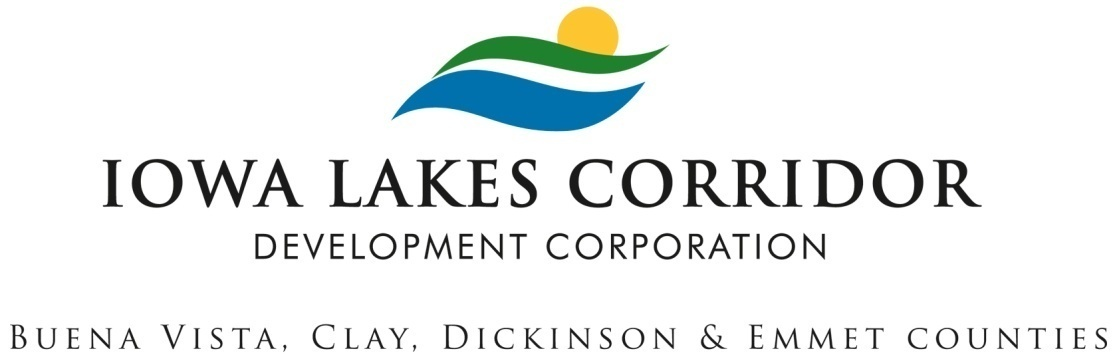 IOWA LAKES CORRIDOR
DEVELOPMENT CORPORATION
BUENA VISTA, CLAY, DICKINSON & EMMET COUNTIES